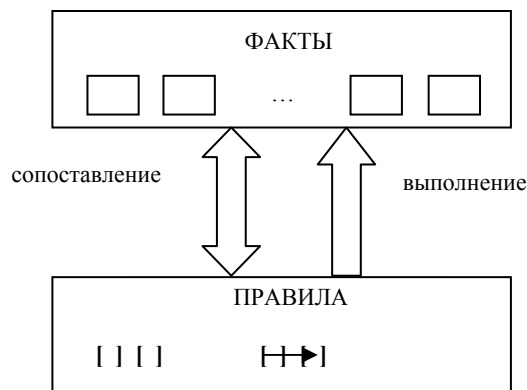 ФАКТЫ
...
сопоставление
выполнение
ПРАВИЛА
[ ] [ ] [ ] [ ]